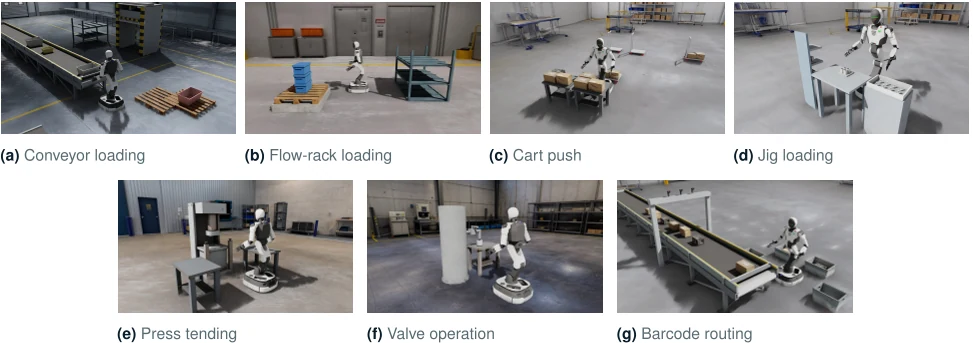 (a) Conveyor loading
(b) Flow-rack loading
(c) Cart push
(d) Jig loading
(e) Press tending
(f) Valve operation
(g) Barcode routing